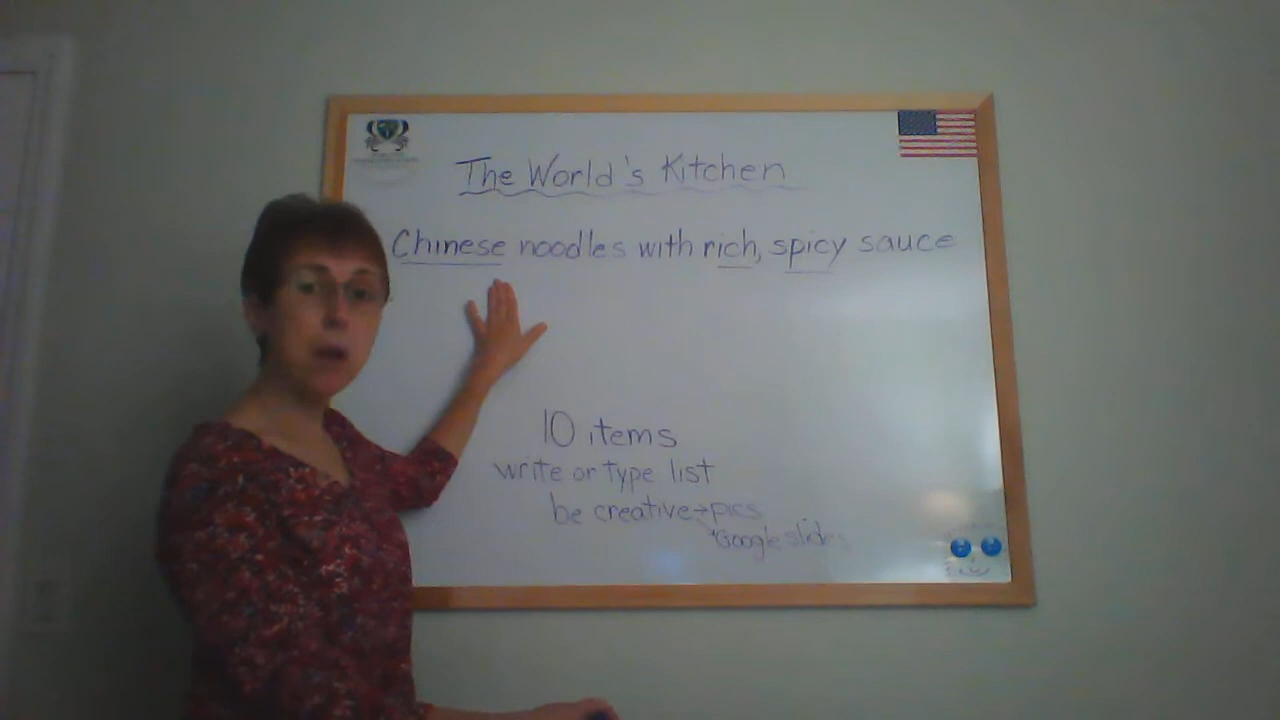 The World's Kitchen
Chinese noodles with rich, spicy sauce
10 items
write or type list
be creative→pics
Google slides